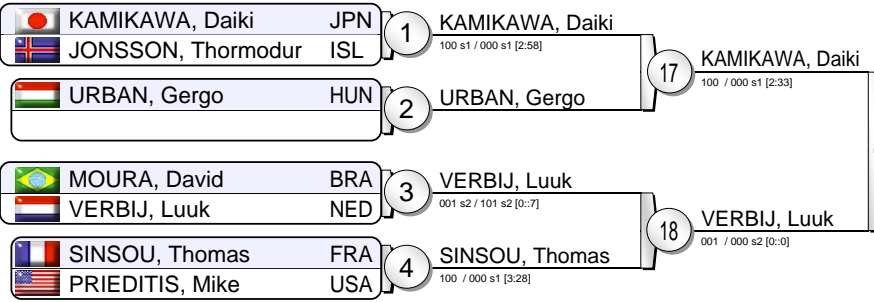 KAMIKAWA, Daiki JPN
JONSSON, Thormodur ISL
1
KAMIKAWA, Daiki
100 s1 / 000 s1 [2:58]
URBAN, Gergo HUN
2
URBAN, Gergo
17
KAMIKAWA, Daiki
100 / 000 s1 [2:33]
MOURA, David BRA
VERBIJ, Luuk NED
3
VERBIJ, Luuk
001 s2 / 101 s2 [0::7]
SINSOU, Thomas FRA
PRIEDITIS, Mike USA
4
SINSOU, Thomas
100 / 000 s1 [3:28]
18
VERBIJ, Luuk
001 / 000 s2 [0::0]